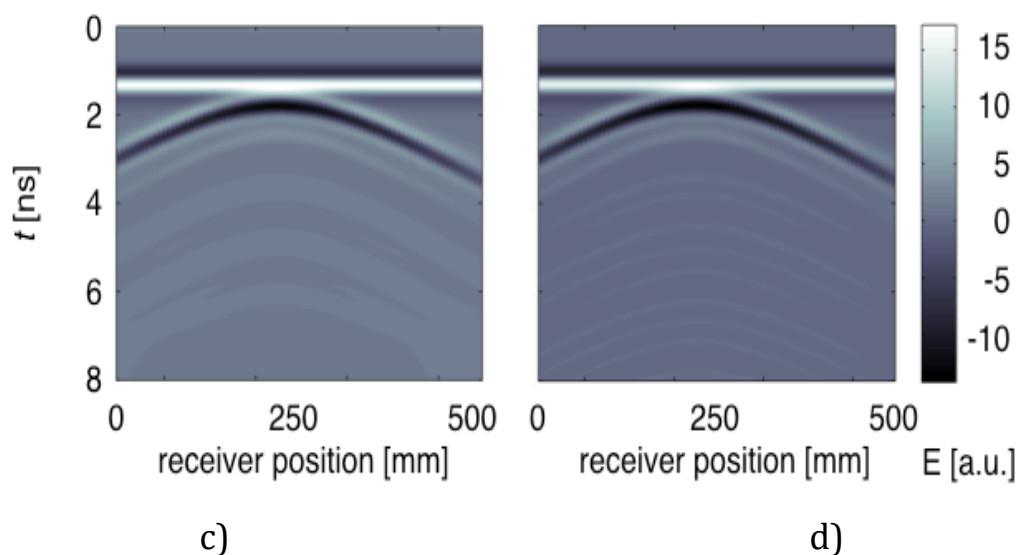 0
2
4
6
8
t [ns]
0 250 500
receiver position [mm]
0 250 500
receiver position [mm]
15
10
5
0
-5
-10
E [a.u.]
c)
d)